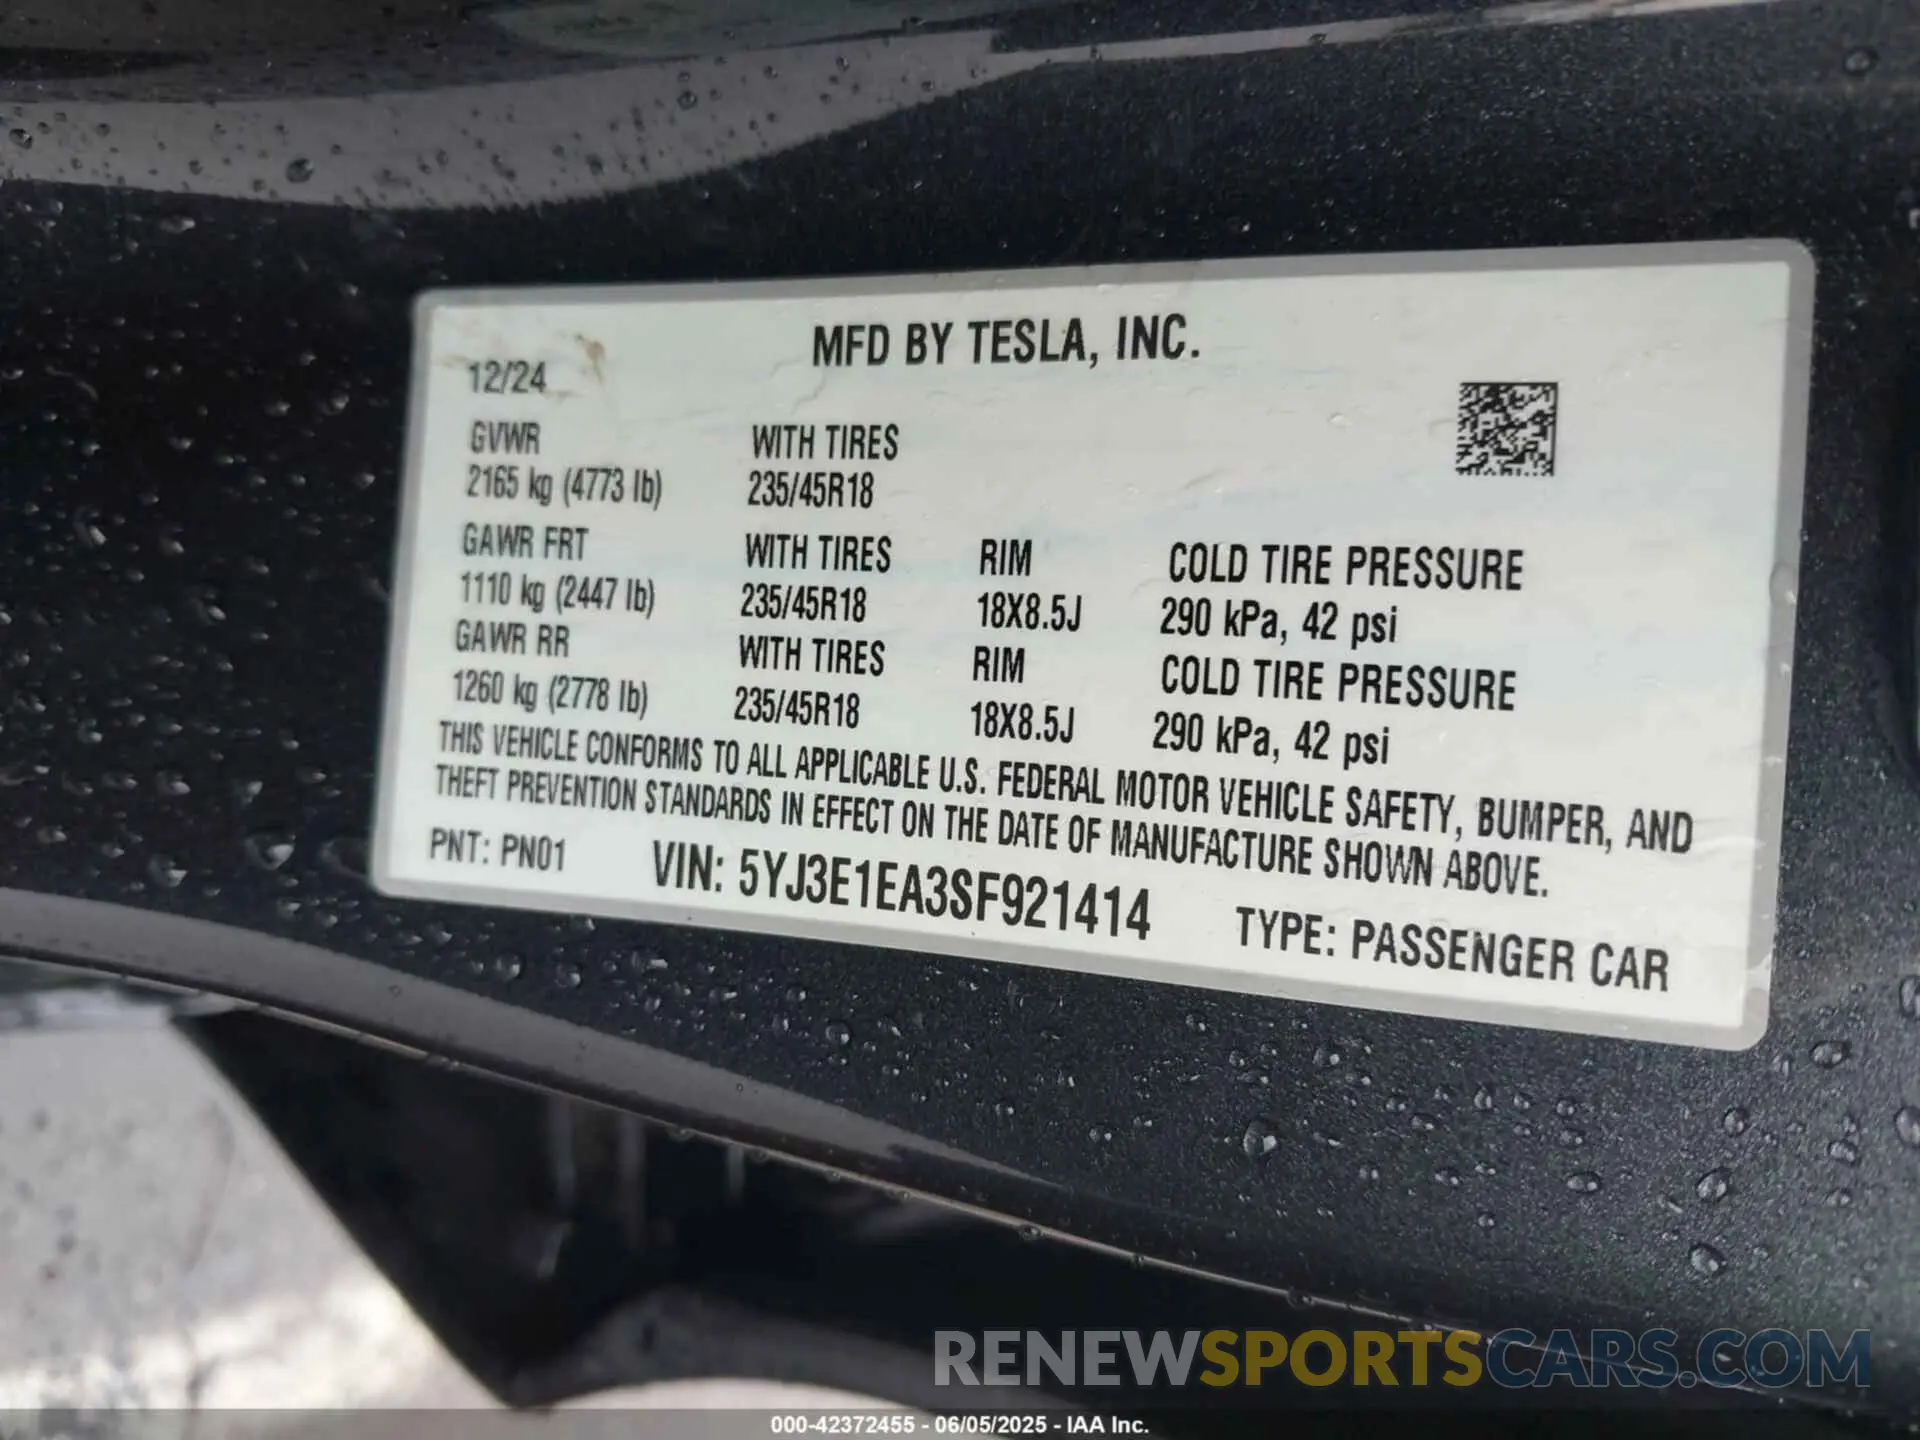 MFD BY TESLA, INC.
12/24
GVWR WITH TIRES
2165 kg (4773 lb) 235/45R18
GAWR FRT WITH TIRES RIM COLD TIRE PRESSURE
1110 kg (2447 lb) 235/45R18 18X8.5J 290 kPa, 42 psi
GAWR RR WITH TIRES RIM COLD TIRE PRESSURE
1260 kg (2778 lb) 235/45R18 18X8.5J 290 kPa, 42 psi
THIS VEHICLE CONFORMS TO ALL APPLICABLE U.S. FEDERAL MOTOR VEHICLE SAFETY, BUMPER, AND
THEFT PREVENTION STANDARDS IN EFFECT ON THE DATE OF MANUFACTURE SHOWN ABOVE.
PNT: PN01 VIN: 5YJ3E1EA3SF921414 TYPE: PASSENGER CAR
RENEWSPORTSCARS.COM
000-42372455 - 06/05/2025 - IAA Inc.